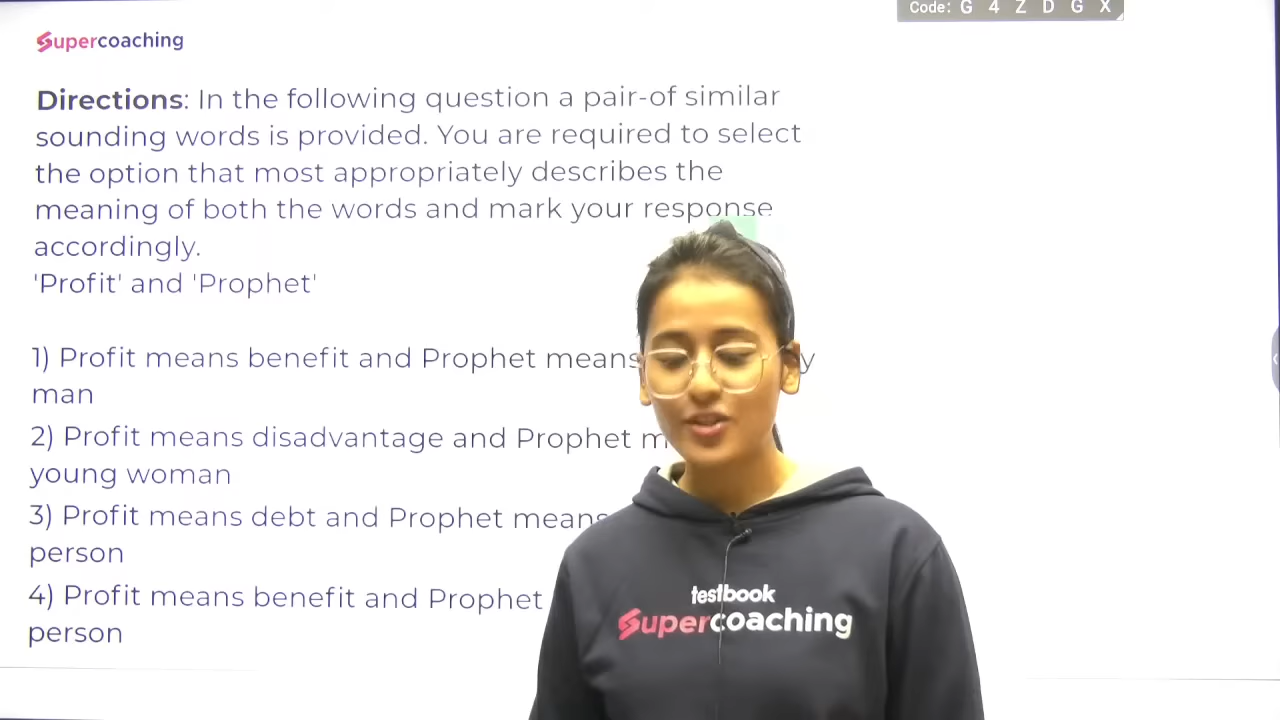 Code: G 4 Z D G X
Supercoaching
Directions: In the following question a pair-of similar
sounding words is provided. You are required to select
the option that most appropriately describes the
meaning of both the words and mark your response
accordingly.
'Profit' and 'Prophet'
1) Profit means benefit and Prophet means y
man
2) Profit means disadvantage and Prophet m
young woman
3) Profit means debt and Prophet means
person
4) Profit means benefit and Prophet
person
testbook
Supercoaching